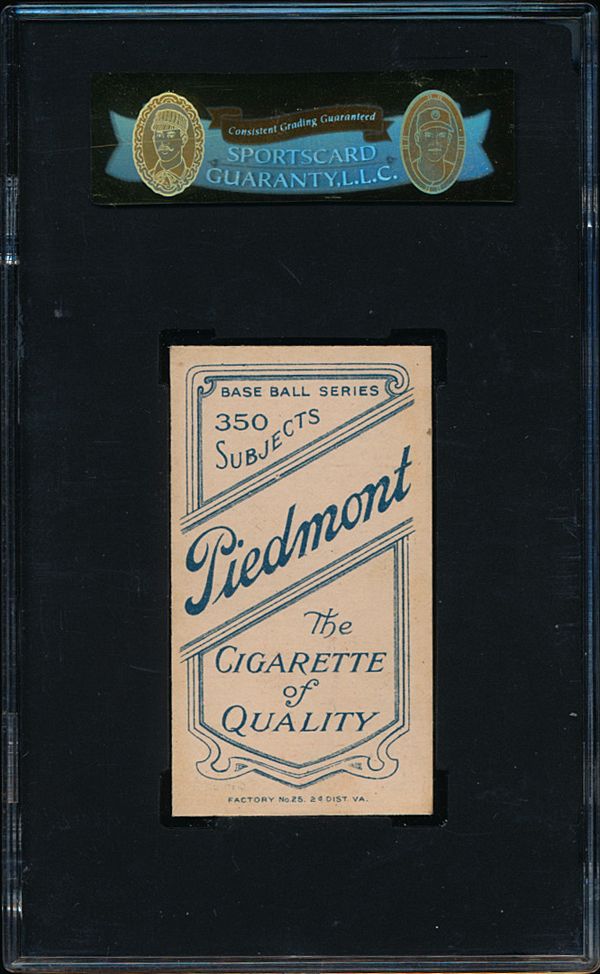 Consistent Grading Guaranteed
SPORTSCARD
GUARANTY, L.L.C.
BASE BALL SERIES
350
SUBJECTS
Piedmont
The
CIGARETTE
of
QUALITY
FACTORY No. 25. 2d DIST. VA.